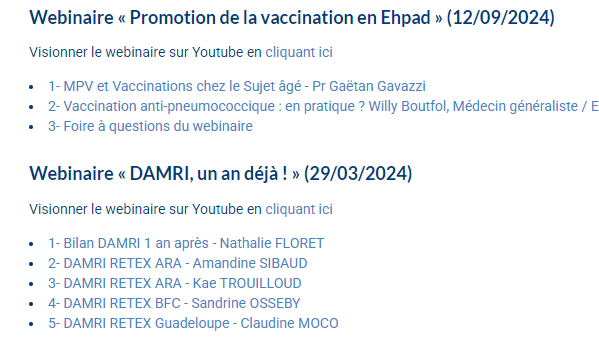 Webinaire « Promotion de la vaccination en Ehpad » (12/09/2024)
Visionner le webinaire sur Youtube en cliquant ici
1- MPV et Vaccinations chez le Sujet âgé - Pr Gaëtan Gavazzi
2- Vaccination anti-pneumococcique : en pratique ? Willy Boutfol, Médecin généraliste / E
3- Foire à questions du webinaire
Webinaire « DAMRI, un an déjà ! » (29/03/2024)
Visionner le webinaire sur Youtube en cliquant ici
1- Bilan DAMRI 1 an après - Nathalie FLORET
2- DAMRI RETEX ARA - Amandine SIBAUD
3- DAMRI RETEX ARA - Kae TROUILLOUD
4- DAMRI RETEX BFC - Sandrine OSSEBY
5- DAMRI RETEX Guadeloupe - Claudine MOCO